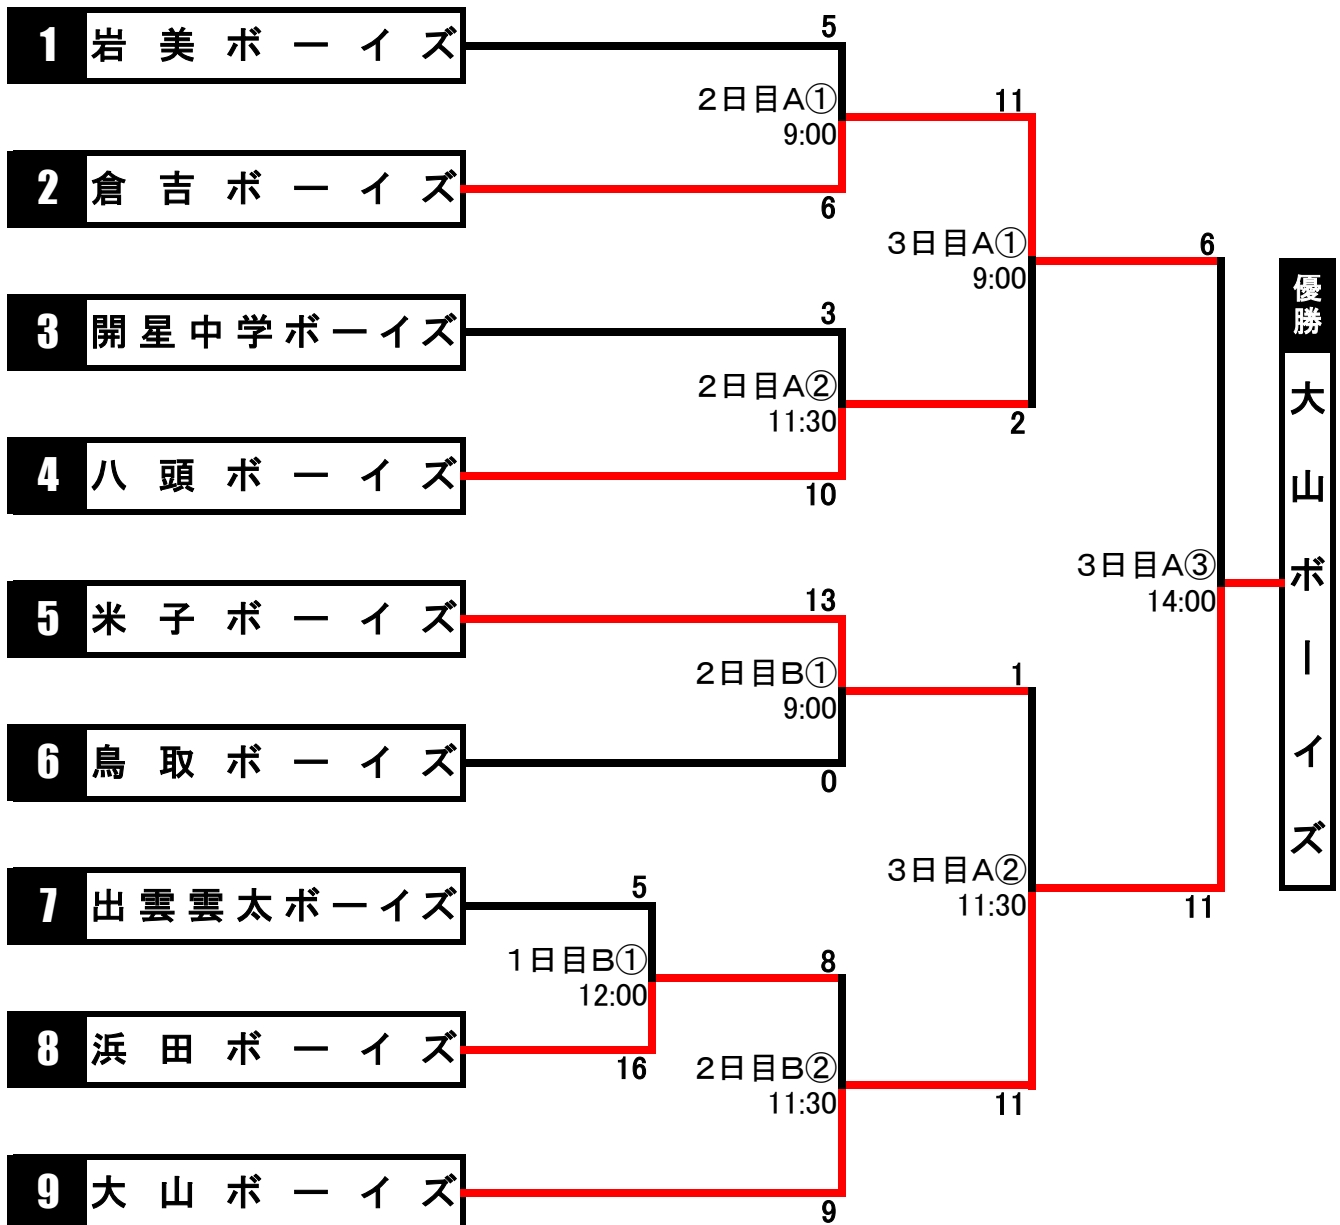 1 岩美ボーイズ
5
2日目A①
9:00
11
2 倉吉ボーイズ
6
3日目A①
9:00
6
3 開星中学ボーイズ
3
2日目A②
11:30
2
4 八頭ボーイズ
10
3日目A③
14:00
優勝
大山ボーイズ
5 米子ボーイズ
13
2日目B①
9:00
1
6 鳥取ボーイズ
0
3日目A②
11:30
11
7 出雲雲太ボーイズ
5
1日目B①
12:00
8
8 浜田ボーイズ
16
2日目B②
11:30
11
9 大山ボーイズ
9